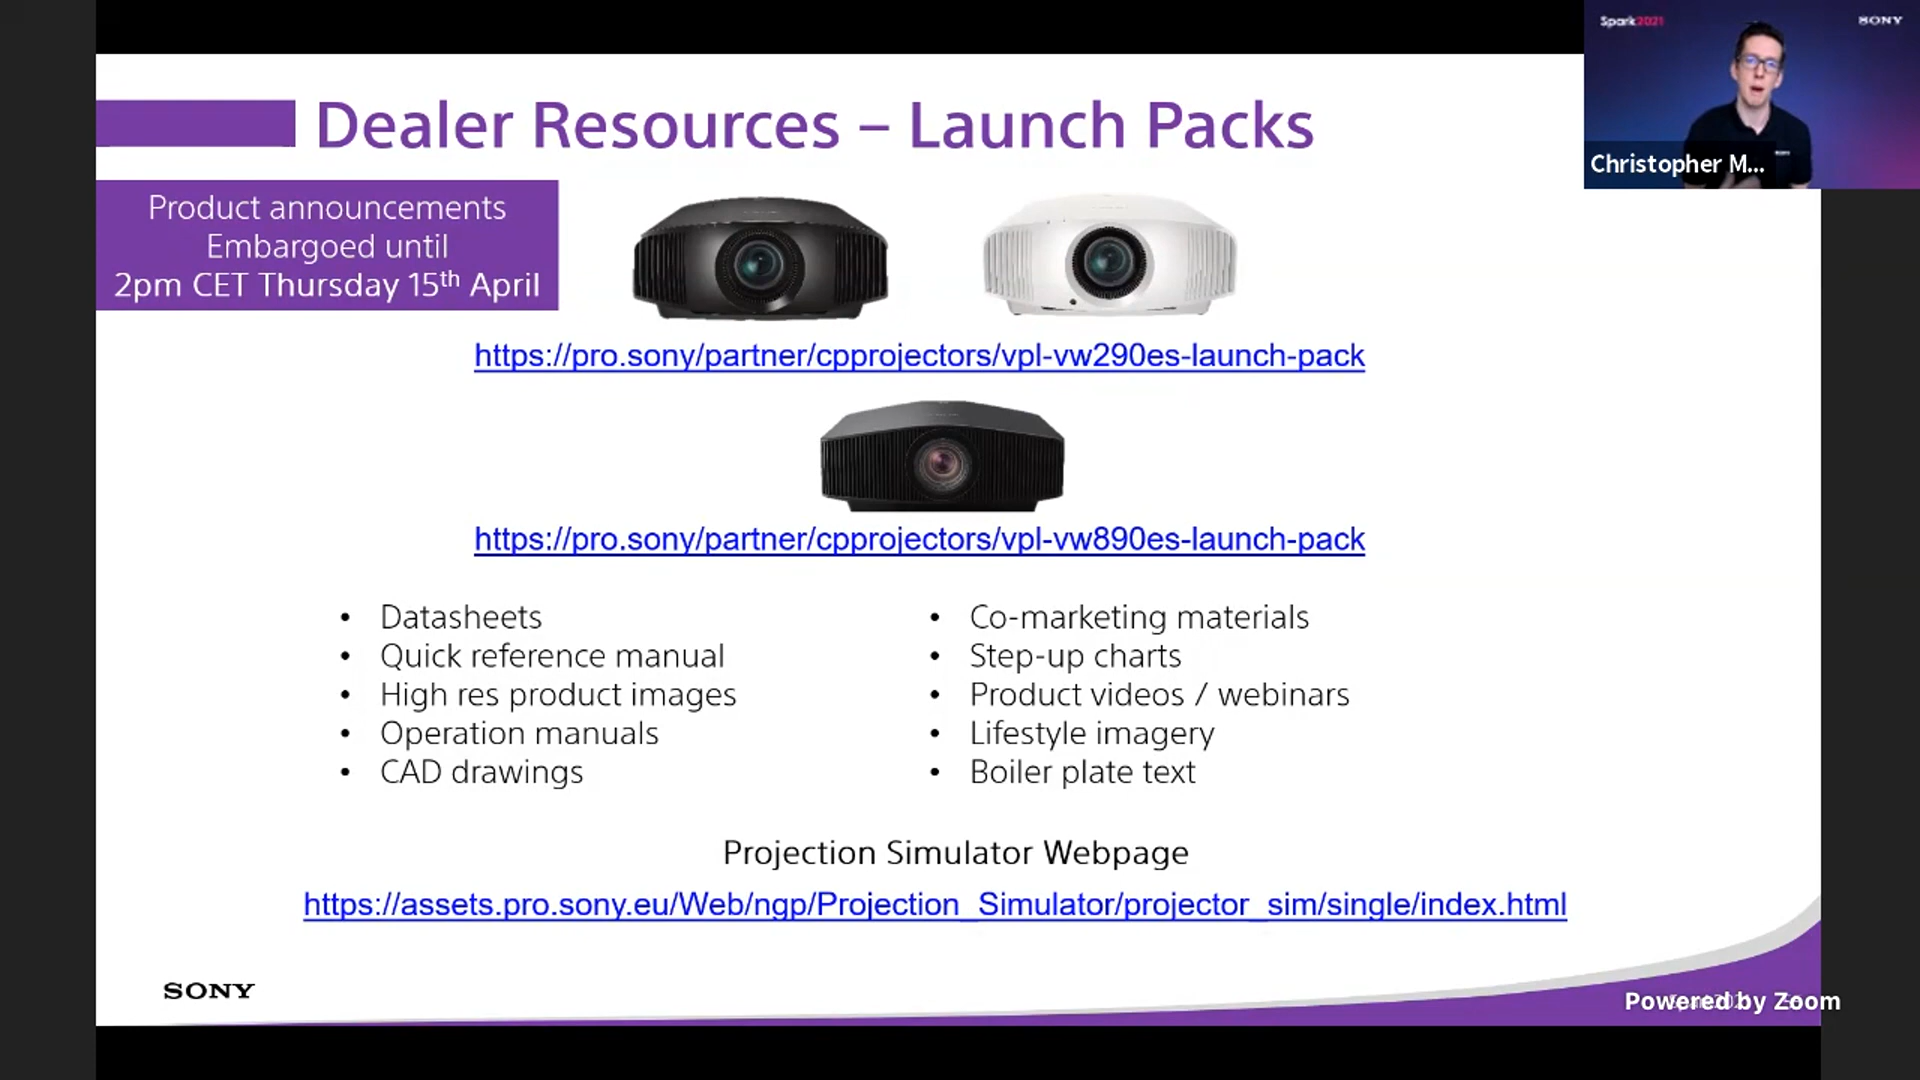 Spark2021
SONY
Christopher M...
Dealer Resources – Launch Packs
Product announcements
Embargoed until
2pm CET Thursday 15th April
https://pro.sony/partner/cpprojectors/vpl-vw290es-launch-pack
https://pro.sony/partner/cpprojectors/vpl-vw890es-launch-pack
• Datasheets
• Quick reference manual
• High res product images
• Operation manuals
• CAD drawings
• Co-marketing materials
• Step-up charts
• Product videos / webinars
• Lifestyle imagery
• Boiler plate text
Projection Simulator Webpage
https://assets.pro.sony.eu/Web/ngp/Projection_Simulator/projector_sim/single/index.html
SONY
Powered by Zoom